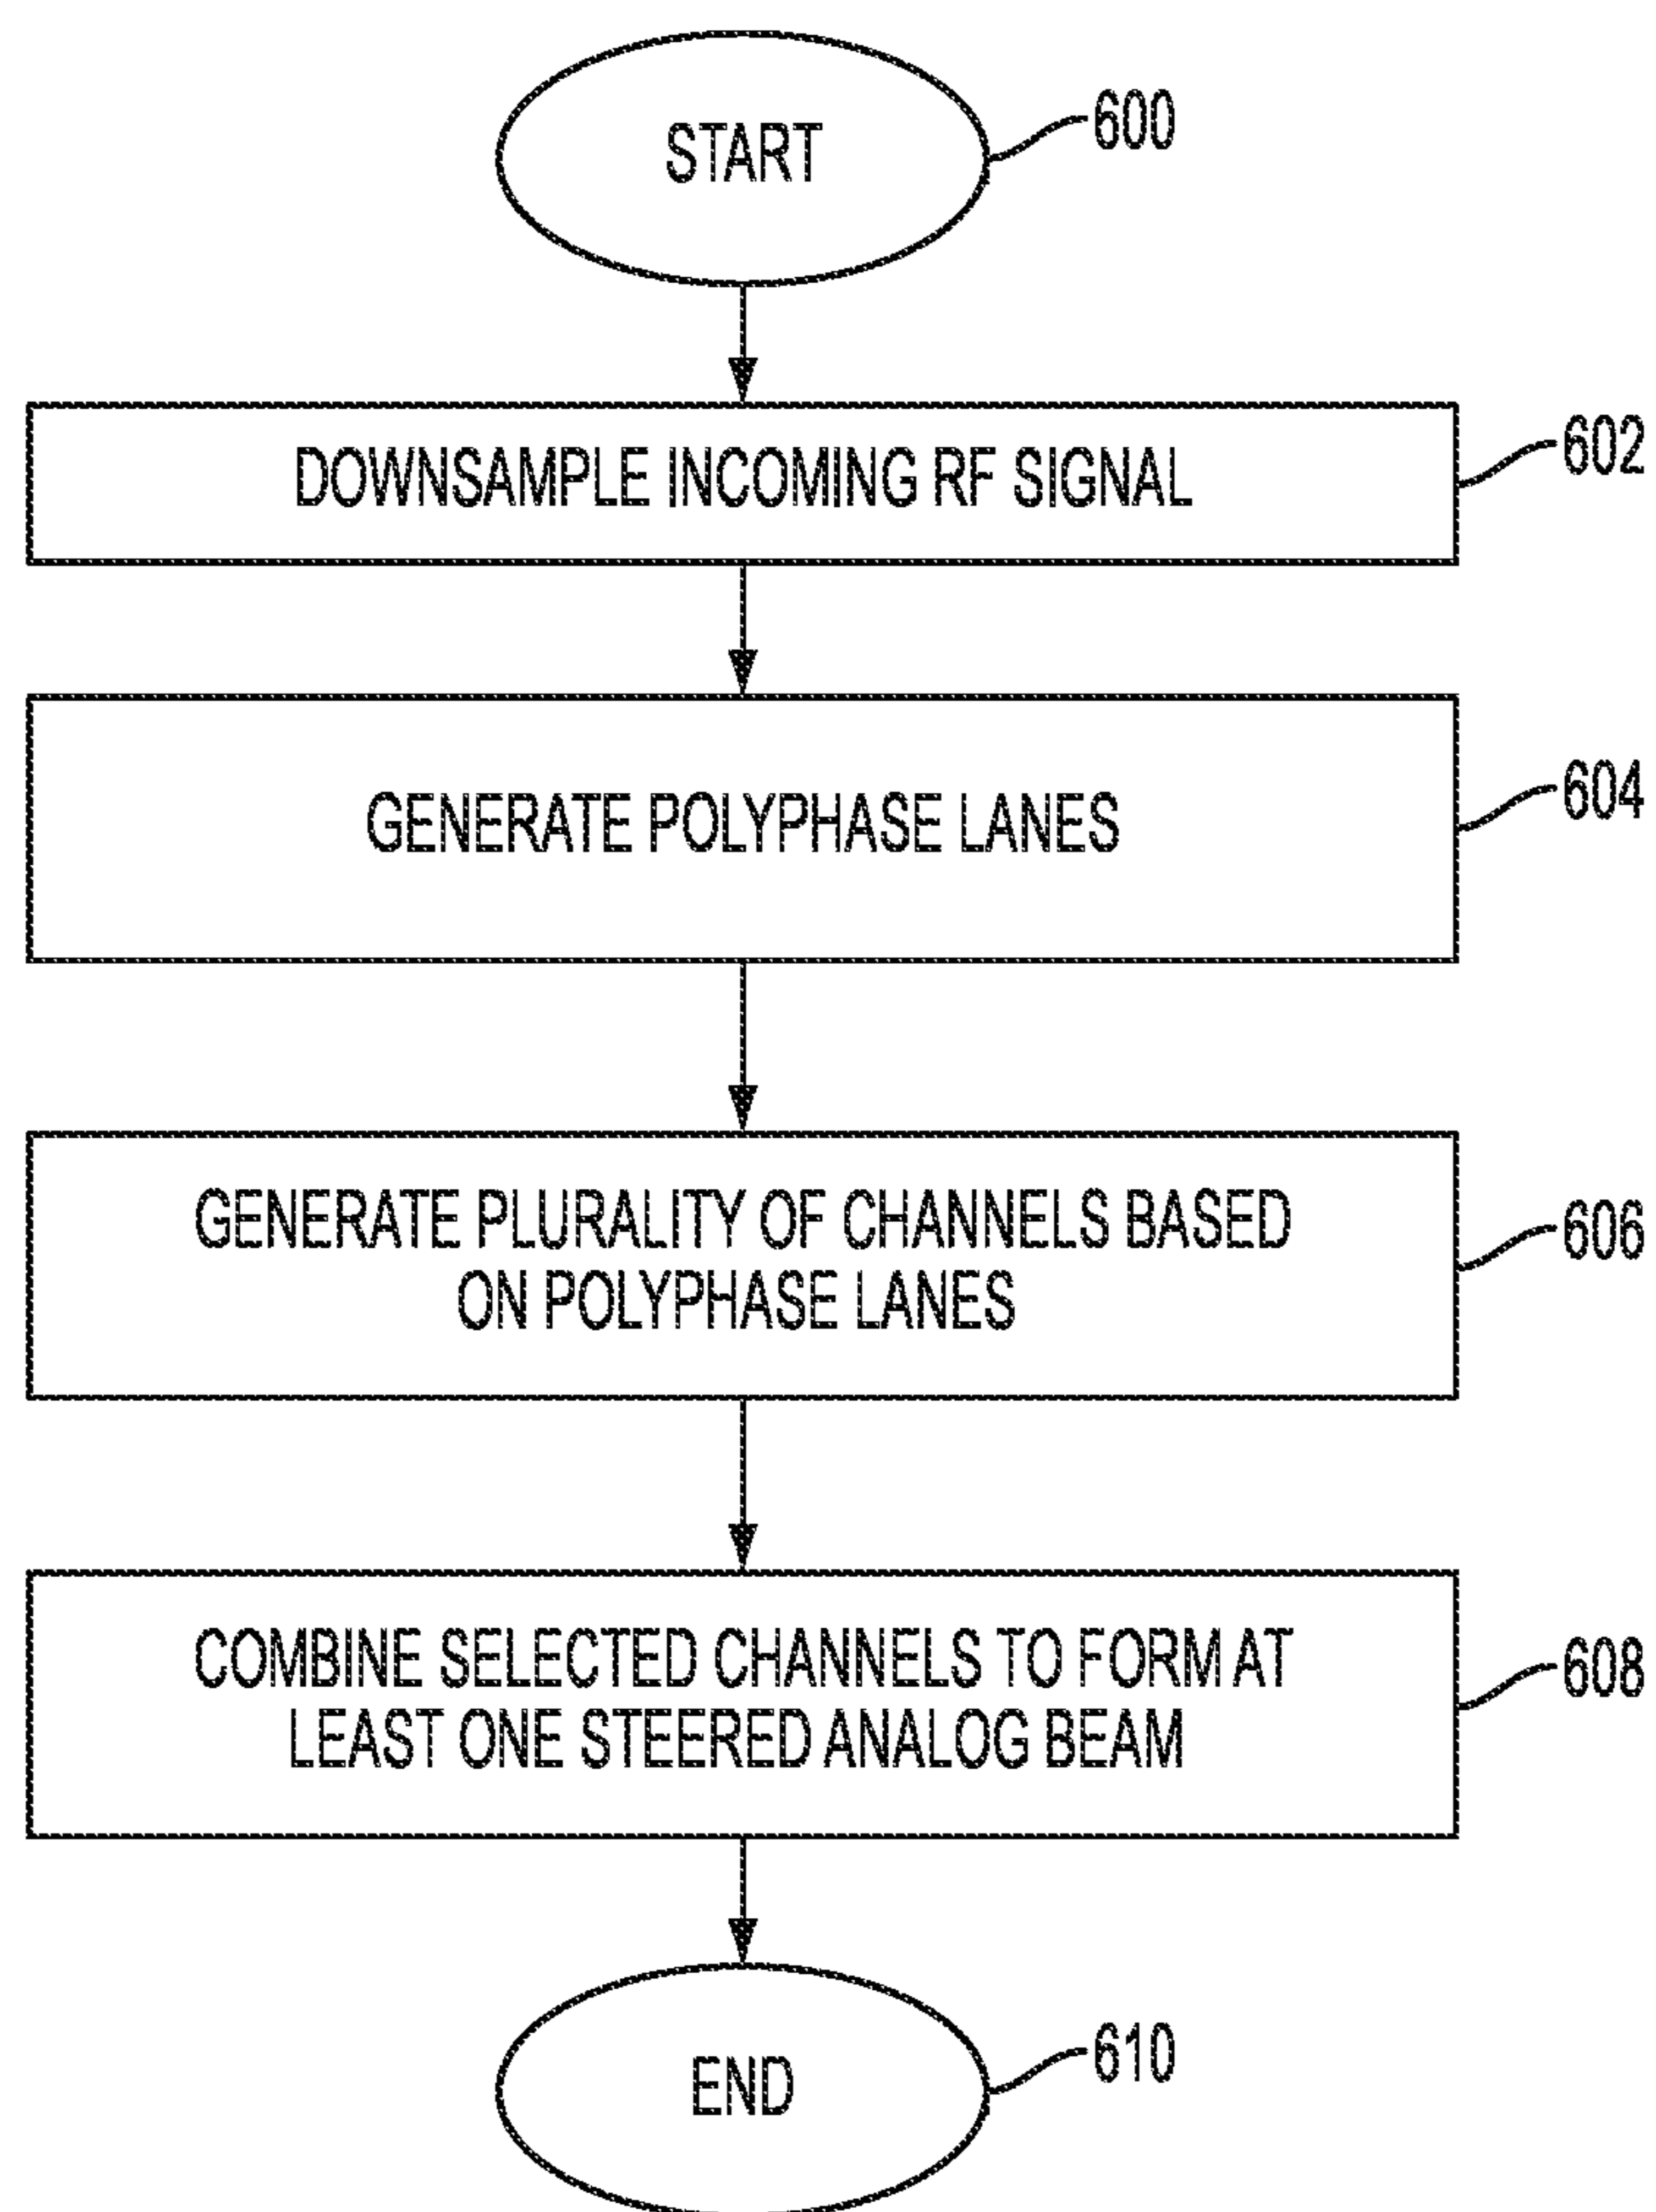 START
600
DOWNSAMPLE INCOMING RF SIGNAL
602
GENERATE POLYPHASE LANES
604
GENERATE PLURALITY OF CHANNELS BASED
ON POLYPHASE LANES
606
COMBINE SELECTED CHANNELS TO FORM AT
LEAST ONE STEERED ANALOG BEAM
608
END
610